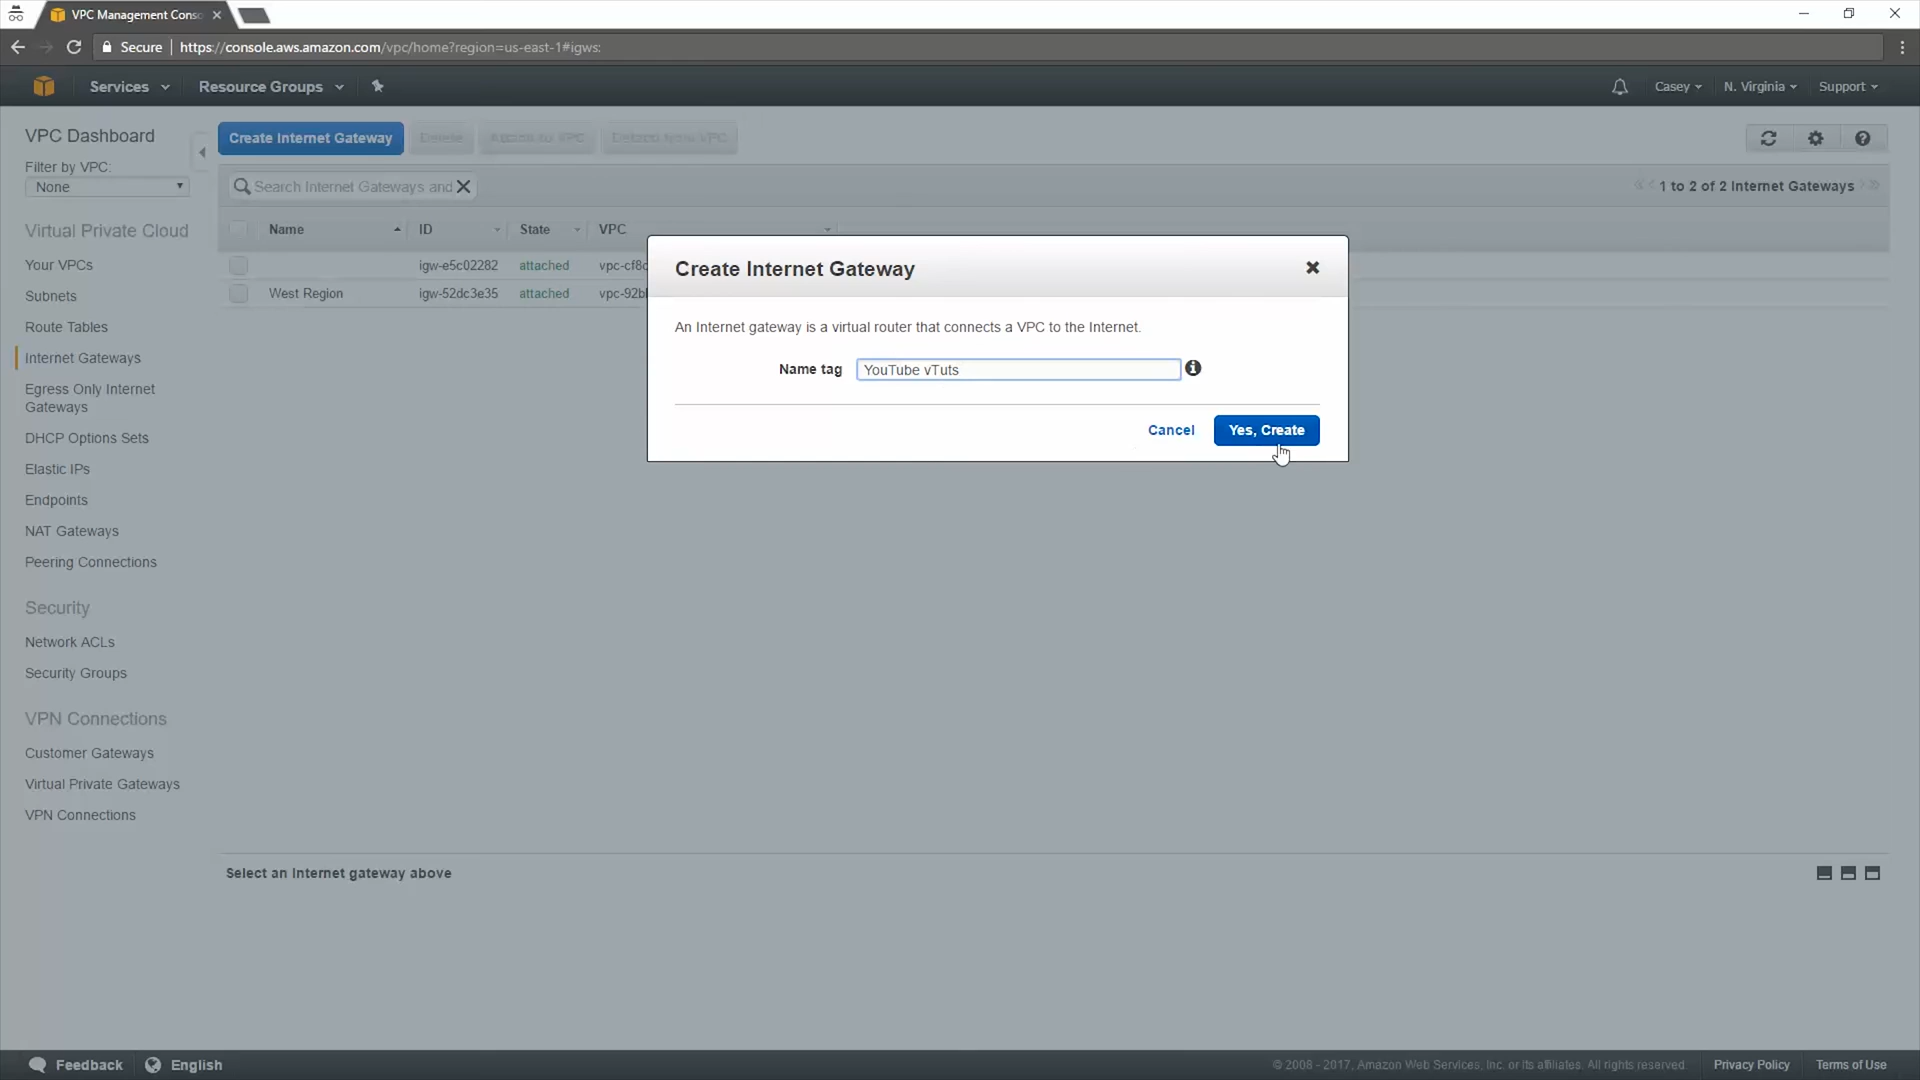 VPC Management Conso
Secure
https://console.aws.amazon.com/vpc/home?region=us-east-1#igws:
Services
Resource Groups
Casey
N. Virginia
Support
VPC Dashboard
Filter by VPC:
None
Create Internet Gateway
Delete
Attach to VPC
Detach from VPC
Search Internet Gateways and
1 to 2 of 2 Internet Gateways
Name
ID
State
VPC
igw-e5c02282
attached
vpc-cf8c
West Region
igw-52dc3e35
attached
vpc-92b
Virtual Private Cloud
Your VPCs
Subnets
Route Tables
Internet Gateways
Egress Only Internet
Gateways
DHCP Options Sets
Elastic IPs
Endpoints
NAT Gateways
Peering Connections
Security
Network ACLs
Security Groups
VPN Connections
Customer Gateways
Virtual Private Gateways
VPN Connections
Create Internet Gateway
An Internet gateway is a virtual router that connects a VPC to the Internet.
Name tag
YouTube vTuts
Cancel
Yes, Create
Select an Internet gateway above
Feedback
English
© 2008 - 2017, Amazon Web Services, Inc. or its affiliates. All rights reserved.
Privacy Policy
Terms of Use